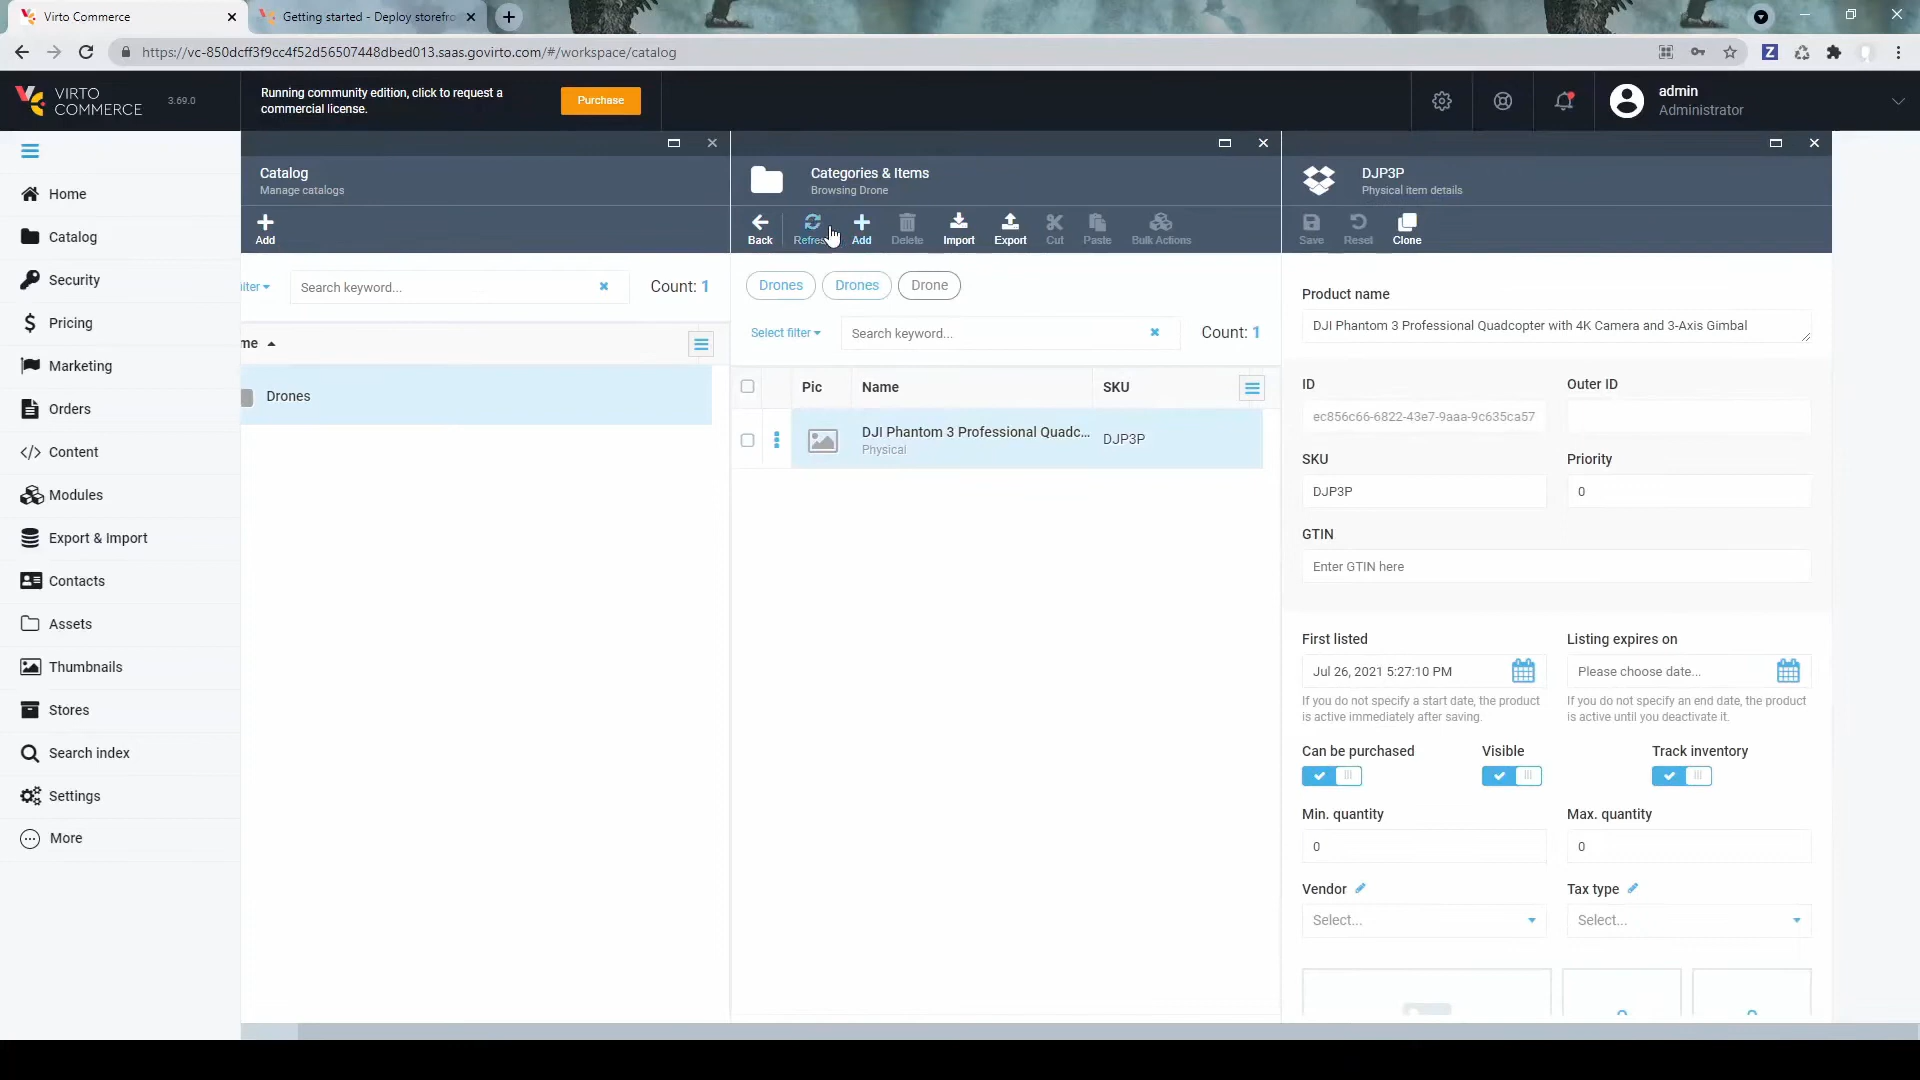 Virto Commerce
Getting started - Deploy storefro
https://vc-850dcff3f9cc4f52d56507448dbed013.saas.govirto.com/#/workspace/catalog
VIRTO
COMMERCE
3.69.0
Running community edition, click to request a
commercial license.
Purchase
admin
Administrator
Home
Catalog
Security
Pricing
Marketing
Orders
Content
Modules
Export & Import
Contacts
Assets
Thumbnails
Stores
Search index
Settings
More
Catalog
Manage catalogs
Add
ilter
Search keyword...
Count: 1
me
Drones
Categories & Items
Browsing Drone
Back
Refres
Add
Delete
Import
Export
Cut
Paste
Bulk Actions
Drones
Drones
Drone
Select filter
Search keyword...
Count: 1
Pic
Name
SKU
DJI Phantom 3 Professional Quadc...
Physical
DJP3P
DJP3P
Physical item details
Save
Reset
Clone
Product name
DJI Phantom 3 Professional Quadcopter with 4K Camera and 3-Axis Gimbal
ID
Outer ID
ec856c66-6822-43e7-9aaa-9c635ca57
SKU
Priority
DJP3P
0
GTIN
Enter GTIN here
First listed
Listing expires on
Jul 26, 2021 5:27:10 PM
Please choose date...
If you do not specify a start date, the product
is active immediately after saving.
If you do not specify an end date, the product
is active until you deactivate it.
Can be purchased
Visible
Track inventory
Min. quantity
Max. quantity
0
0
Vendor
Tax type
Select...
Select...